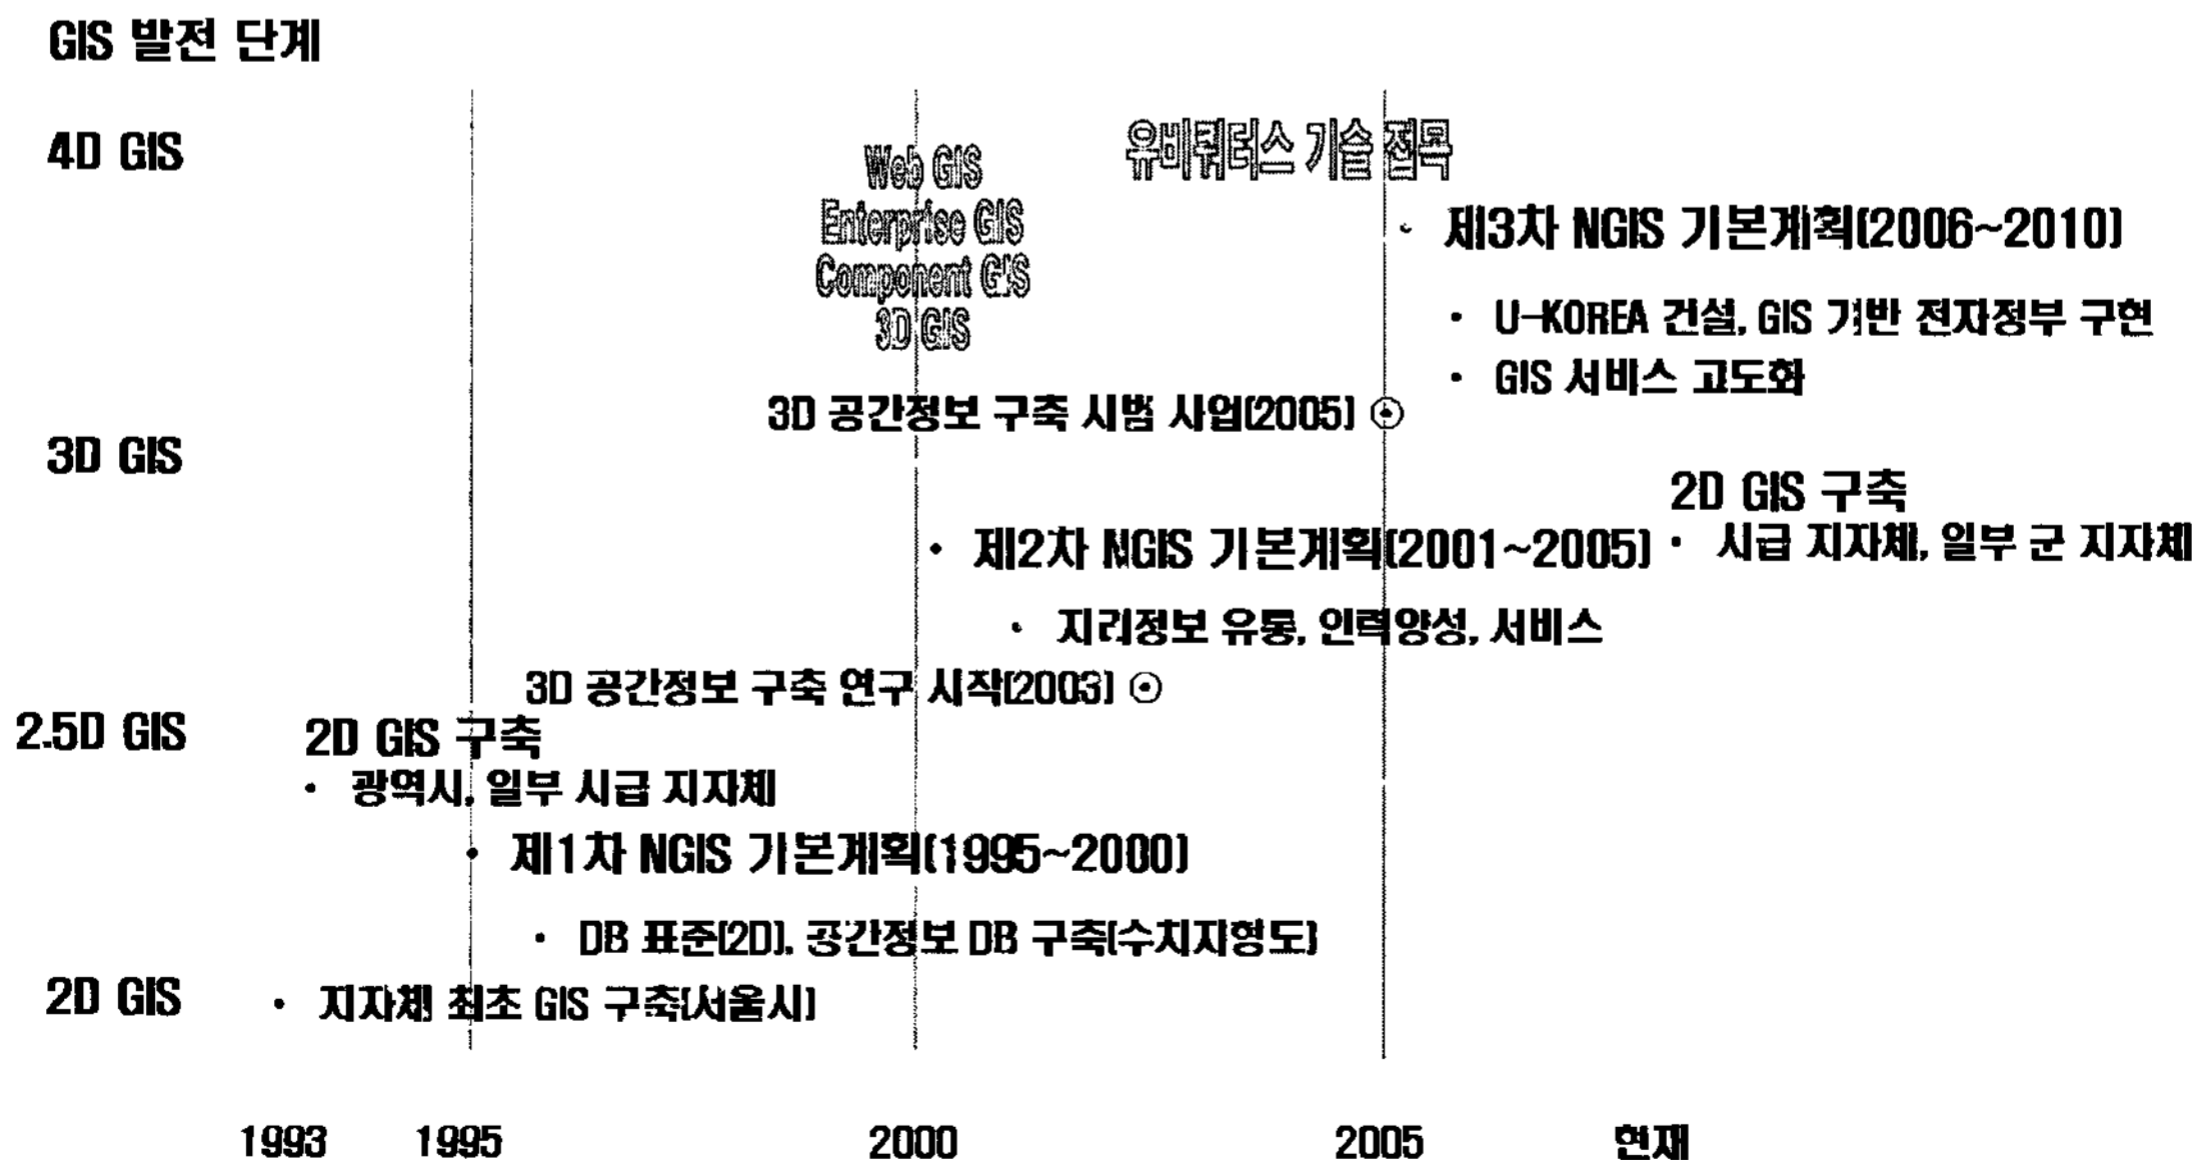 GIS 발전 단계
4D GIS
유비쿼터스 기술 접목
Web GIS
Enterprise GIS
Component GIS
3D GIS
· 제3차 NGIS 기본계획(2006~2010)
· U-KOREA 건설, GIS 기반 전자정부 구현
· GIS 서비스 고도화
3D 공간정보 구축 시범 사업(2005)
3D GIS
2D GIS 구축
· 시급 지자체, 일부 군 지자체
· 제2차 NGIS 기본계획(2001~2005)
· 지리정보 유통, 인력양성, 서비스
3D 공간정보 구축 연구 시작(2003)
2.5D GIS
2D GIS 구축
· 광역시, 일부 시급 지자체
· 제1차 NGIS 기본계획(1995~2000)
· DB 표준(2D), 공간정보 DB 구축(수치지형도)
2D GIS
· 지자체 최초 GIS 구축(서울시)
1993 1995 2000 2005 현재